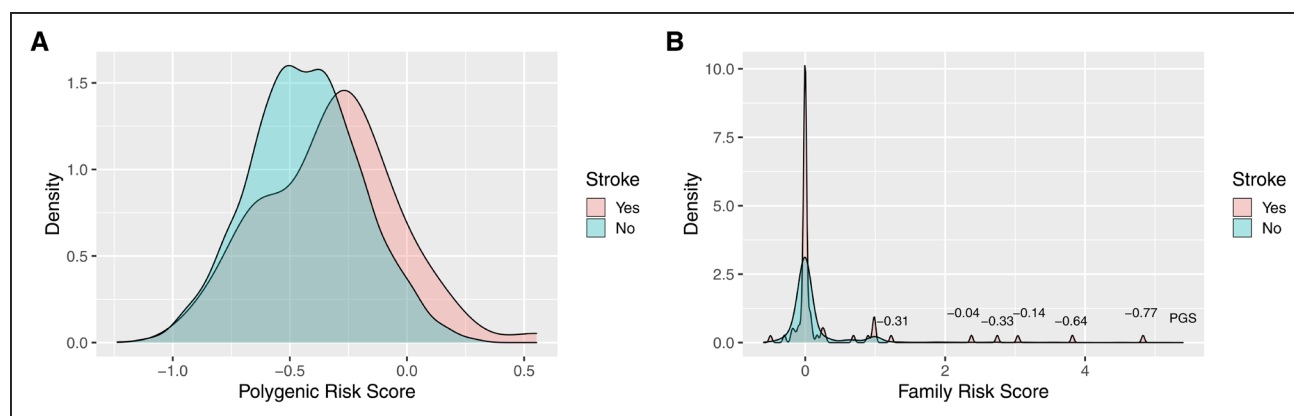 A
Density
1.5
1.0
0.5
0.0
−1.0
−0.5
0.0
0.5
Polygenic Risk Score
Stroke
Yes
No
B
Density
10.0
7.5
5.0
2.5
0.0
−0.31
−0.04
−0.33
−0.14
−0.64
−0.77
PGS
0
2
4
Family Risk Score
Stroke
Yes
No